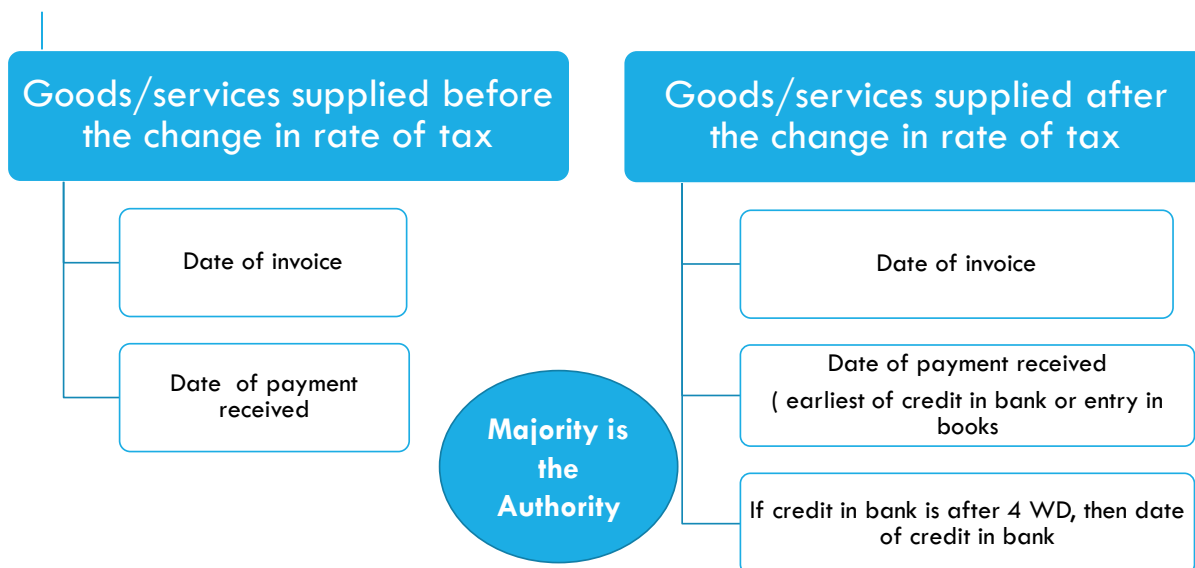 Goods/services supplied before
the change in rate of tax
Date of invoice
Date of payment
received
Majority is
the
Authority
Goods/services supplied after
the change in rate of tax
Date of invoice
Date of payment received
( earliest of credit in bank or entry in
books
If credit in bank is after 4 WD, then date
of credit in bank